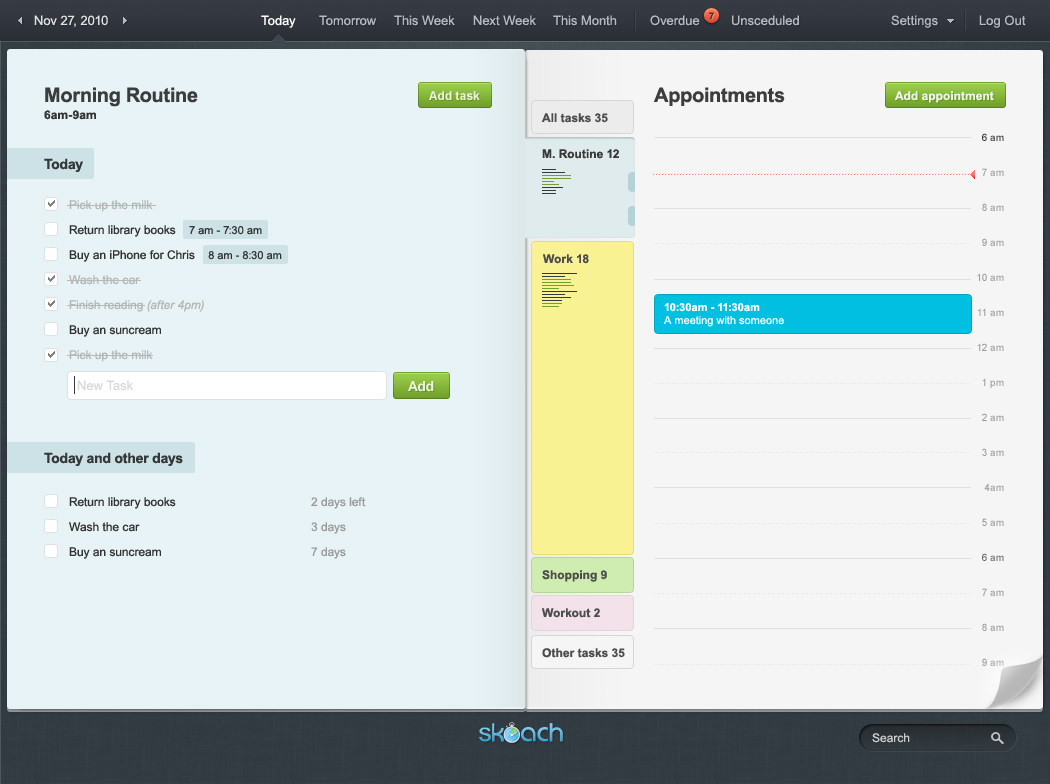 Nov 27, 2010
Today Tomorrow This Week Next Week This Month Overdue 7 Unscheduled
Settings Log Out
Morning Routine
6am-9am
Add task
Today
Pick up the milk
Return library books 7 am - 7:30 am
Buy an iPhone for Chris 8 am - 8:30 am
Wash the car
Finish reading (after 4pm)
Buy an suncream
Pick up the milk
New Task
Add
Today and other days
Return library books 2 days left
Wash the car 3 days
Buy an suncream 7 days
All tasks 35
M. Routine 12
Work 18
Shopping 9
Workout 2
Other tasks 35
Appointments
Add appointment
6 am
7 am
8 am
9 am
10 am
10:30am - 11:30am
A meeting with someone
11 am
12 am
1 pm
2 am
3 am
4am
5 am
6 am
7 am
8 am
9 am
skoach
Search